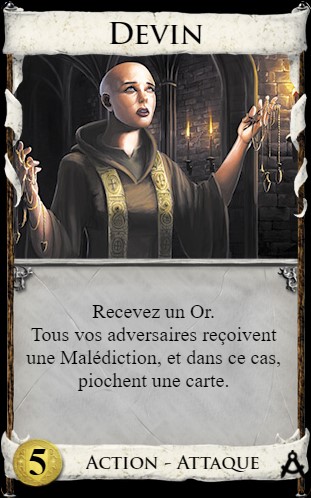 Devin
Recevez un Or.
Tous vos adversaires reçoivent
une Malédiction, et dans ce cas,
piochent une carte.
5 Action - Attaque